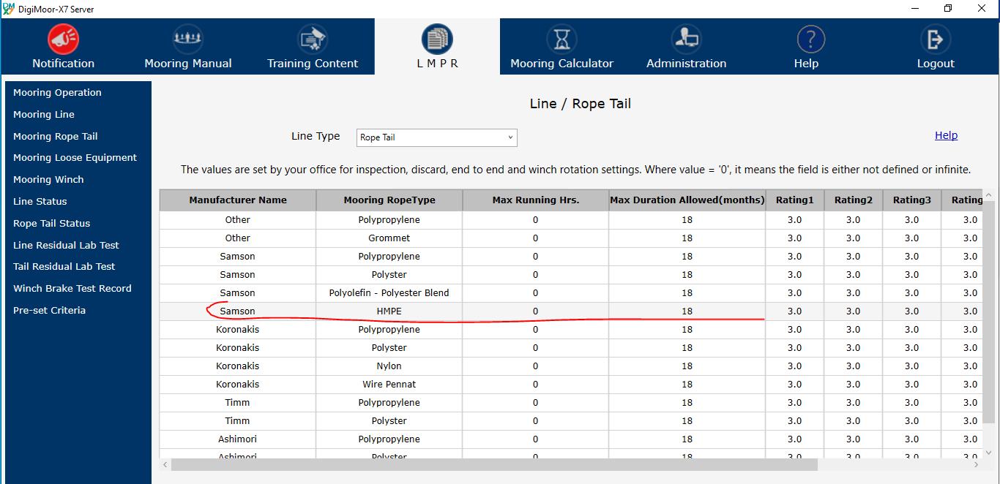 DMX7 DigiMoor-X7 Server
Notification Mooring Manual Training Content L M P R Mooring Calculator Administration ? Help Logout
Mooring Operation
Mooring Line
Mooring Rope Tail
Mooring Loose Equipment
Mooring Winch
Line Status
Rope Tail Status
Line Residual Lab Test
Tail Residual Lab Test
Winch Brake Test Record
Pre-set Criteria
Line / Rope Tail
Line Type Rope Tail Help
The values are set by your office for inspection, discard, end to end and winch rotation settings. Where value = '0', it means the field is either not defined or infinite.
Manufacturer Name Mooring RopeType Max Running Hrs. Max Duration Allowed(months) Rating1 Rating2 Rating3 Rating
Other Polypropylene 0 18 3.0 3.0 3.0 3.0
Other Grommet 0 18 3.0 3.0 3.0 3.0
Samson Polypropylene 0 18 3.0 3.0 3.0 3.0
Samson Polyster 0 18 3.0 3.0 3.0 3.0
Samson Polyolefin - Polyester Blend 0 18 3.0 3.0 3.0 3.0
Samson HMPE 0 18 3.0 3.0 3.0 3.0
Koronakis Polypropylene 0 18 3.0 3.0 3.0 3.0
Koronakis Polyster 0 18 3.0 3.0 3.0 3.0
Koronakis Nylon 0 18 3.0 3.0 3.0 3.0
Koronakis Wire Pennat 0 18 3.0 3.0 3.0 3.0
Timm Polypropylene 0 18 3.0 3.0 3.0 3.0
Timm Polyster 0 18 3.0 3.0 3.0 3.0
Ashimori Polypropylene 0 18 3.0 3.0 3.0 3.0
Ashimori Polyster 0 18 3.0 3.0 3.0 3.0